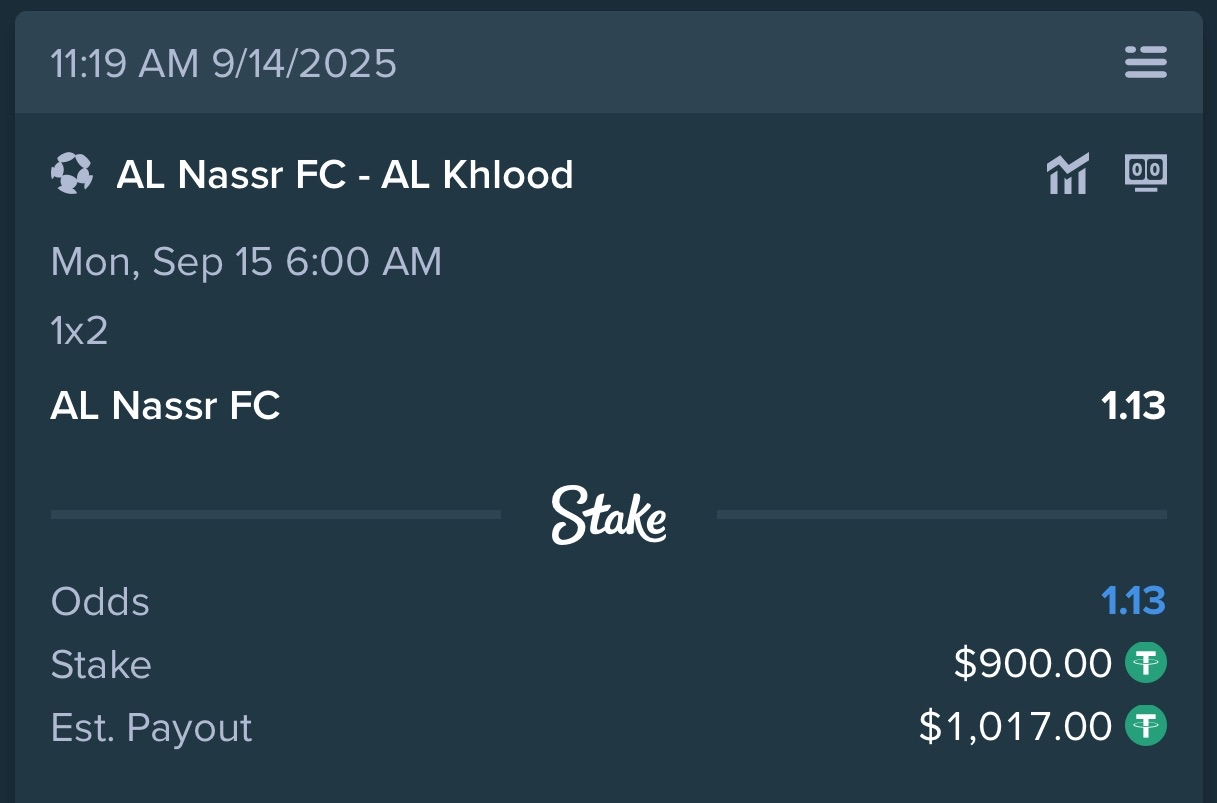 11:19 AM 9/14/2025
AL Nassr FC - AL Khlood
00
Mon, Sep 15 6:00 AM
1x2
AL Nassr FC 1.13
Stake
Odds 1.13
Stake $900.00
Est. Payout $1,017.00